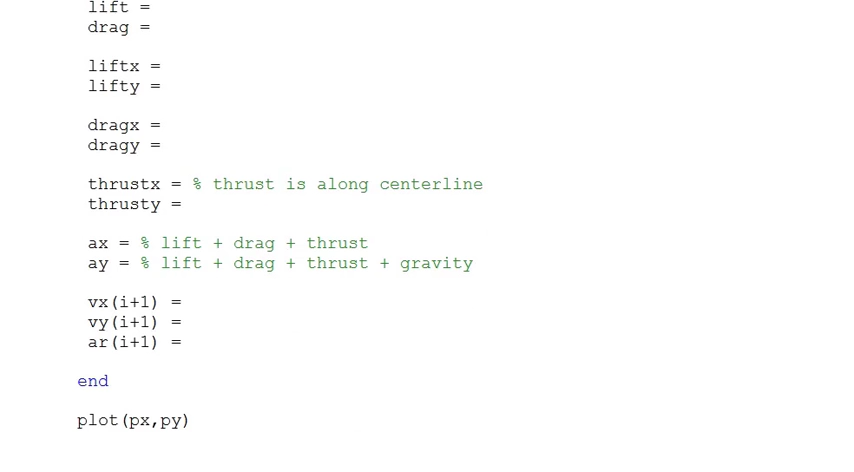 lift =
drag =
liftx =
lifty =
dragx =
dragy =
thrustx = % thrust is along centerline
thrusty =
ax = % lift + drag + thrust
ay = % lift + drag + thrust + gravity
vx(i+1) =
vy(i+1) =
ar(i+1) =
end
plot(px,py)